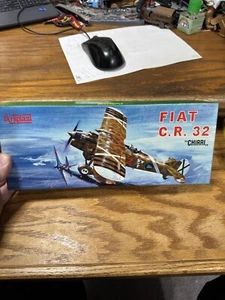 FIAT
C.R. 32
"CHIRRI"